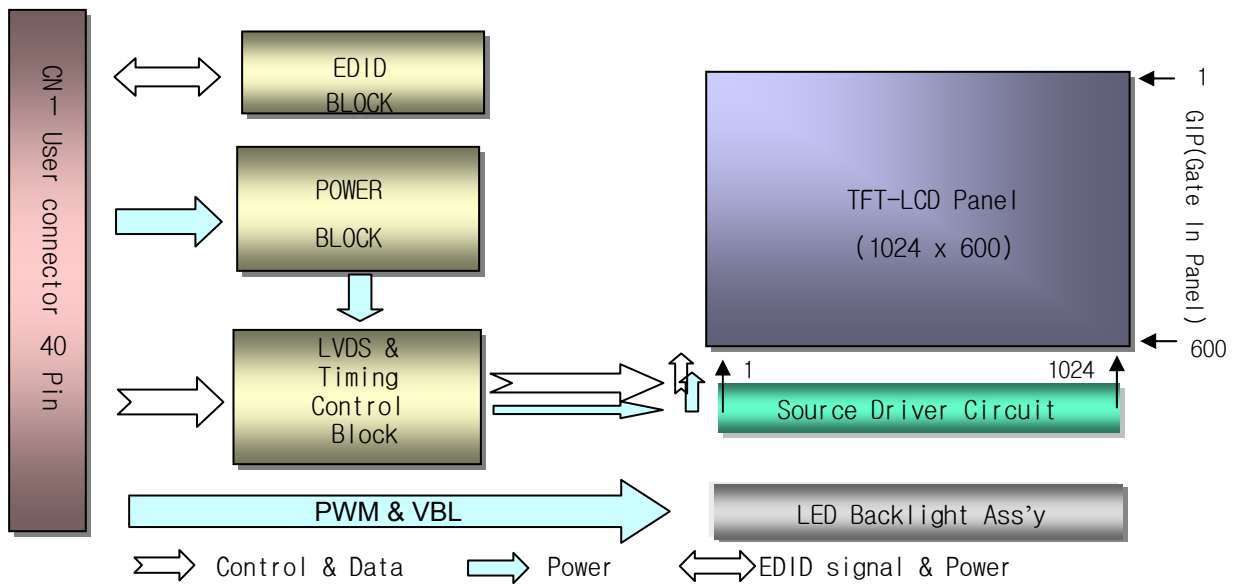 CN1- User connector 40 Pin
EDID
BLOCK
POWER
BLOCK
LVDS &
Timing
Control
Block
TFT-LCD Panel
(1024 x 600)
1
GIP(Gate In Panel)
600
1
1024
Source Driver Circuit
PWM & VBL
LED Backlight Ass’y
Control & Data
Power
EDID signal & Power